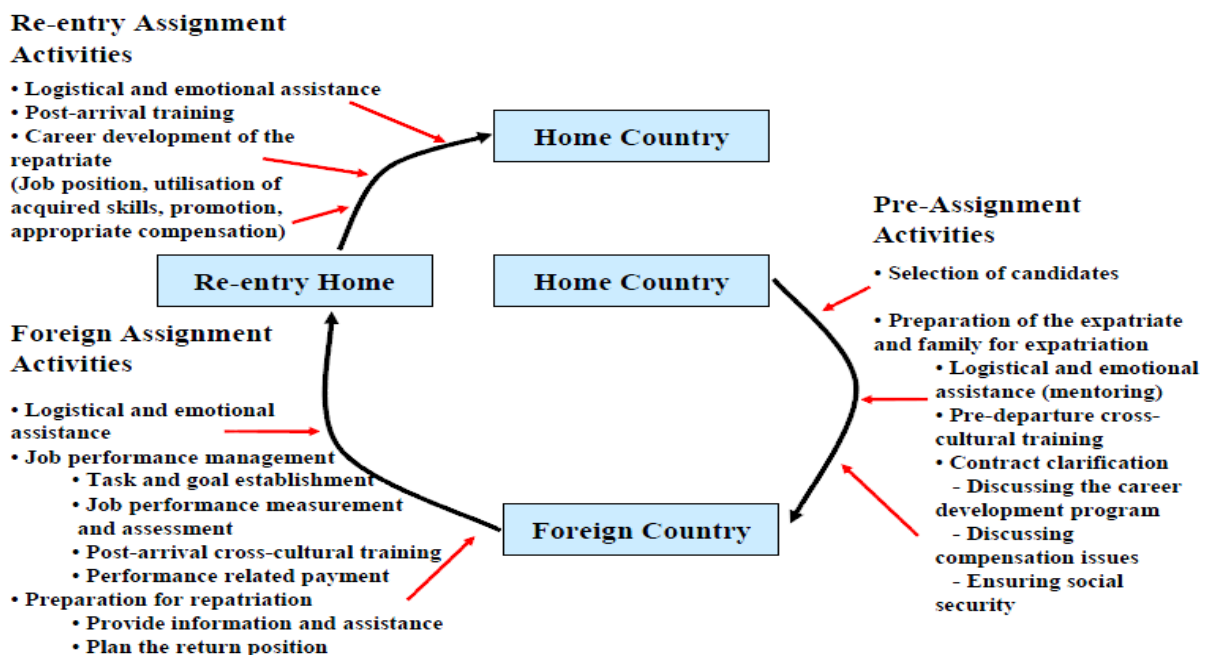 Re-entry Assignment
Activities
• Logistical and emotional assistance
• Post-arrival training
• Career development of the
repatriate
(Job position, utilisation of
acquired skills, promotion,
appropriate compensation)
Home Country
Re-entry Home
Home Country
Pre-Assignment
Activities
• Selection of candidates
• Preparation of the expatriate
and family for expatriation
• Logistical and emotional
assistance (mentoring)
• Pre-departure cross-
cultural training
• Contract clarification
- Discussing the career
development program
- Discussing
compensation issues
- Ensuring social
security
Foreign Assignment
Activities
• Logistical and emotional
assistance
• Job performance management
• Task and goal establishment
• Job performance measurement
and assessment
• Post-arrival cross-cultural training
• Performance related payment
• Preparation for repatriation
• Provide information and assistance
• Plan the return position
Foreign Country